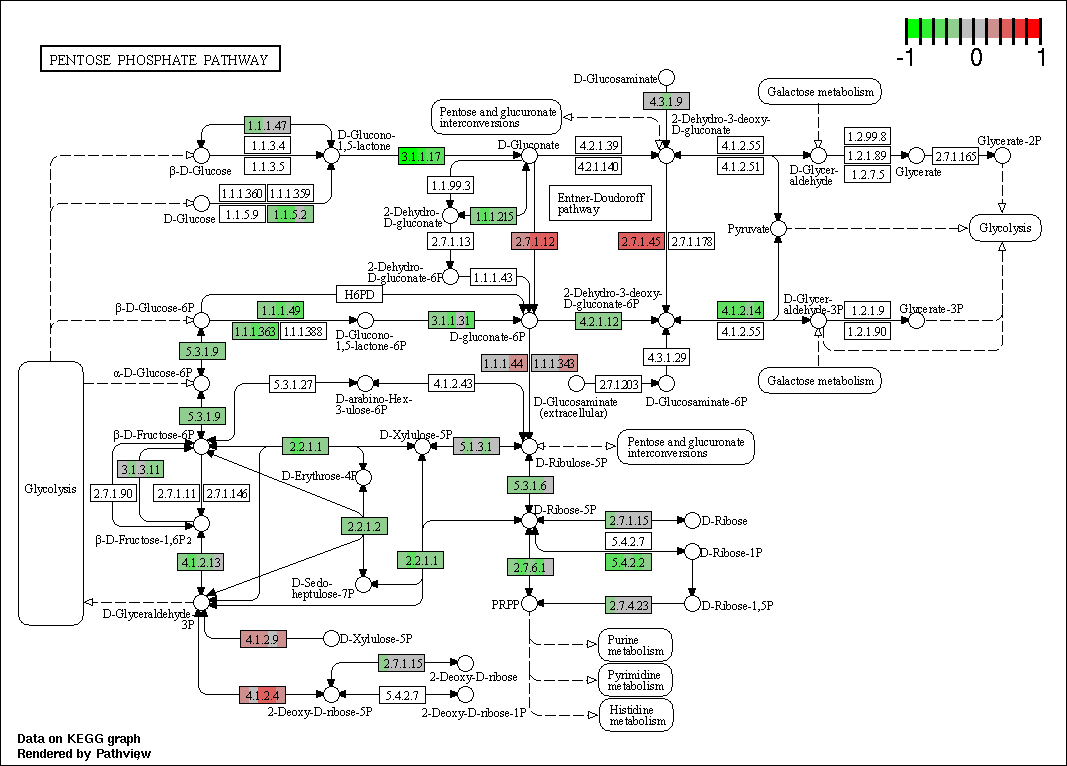 -1 0 1
PENTOSE PHOSPHATE PATHWAY
D-Glucosaminate
4.3.1.9
Galactose metabolism
Pentose and glucuronate
interconversions
2-Dehydro-3-deoxy-
D-gluconate
1.1.1.47
D-Glucono-
1,5-lactone
1.1.3.4
1.1.3.5
β-D-Glucose
3.1.1.17
D-Gluconate
4.2.1.39
4.2.1.140
4.2.1.55
4.2.1.51
D-Glycer-
aldehyde
1.2.99.8
1.2.1.89
1.2.7.5
Glycerate
2.7.1.165
Glycerate-2P
1.1.1.360
1.1.1.359
1.1.5.9
1.1.5.2
D-Glucose
1.1.99.3
2-Dehydro-
D-gluconate
1.1.1.215
Entner-Doudoroff
pathway
2.7.1.13
2.7.1.12
2.7.1.45
2.7.1.178
Pyruvate
Glycolysis
2-Dehydro-
D-gluconate-6P
1.1.1.43
H6PD
β-D-Glucose-6P
1.1.1.49
1.1.1.363
1.1.1.388
D-Glucono-
1,5-lactone-6P
3.1.1.31
D-gluconate-6P
2-Dehydro-3-deoxy-
D-gluconate-6P
4.2.1.12
4.1.2.14
4.2.1.55
D-Glycer-
aldehyde-3P
1.2.1.9
1.2.1.90
Glycerate-3P
5.3.1.9
1.1.1.44
1.1.1.343
4.3.1.29
α-D-Glucose-6P
5.3.1.27
D-arabino-Hex-
3-ulose-6P
4.1.2.43
2.7.1.203
D-Glucosaminate
(extracellular)
D-Glucosaminate-6P
Galactose metabolism
5.3.1.9
β-D-Fructose-6P
2.2.1.1
D-Xylulose-5P
5.1.3.1
D-Ribulose-5P
Pentose and glucuronate
interconversions
3.1.3.11
2.7.1.90
2.7.1.11
2.7.1.146
D-Erythrose-4P
5.3.1.6
Glycolysis
β-D-Fructose-1,6P2
2.2.1.2
D-Ribose-5P
2.7.1.15
D-Ribose
5.4.2.7
5.4.2.2
D-Ribose-1P
4.1.2.13
2.2.1.1
2.7.6.1
D-Sedo-
heptulose-7P
D-Glyceraldehyde-
3P
PRPP
2.7.4.23
D-Ribose-1,5P
4.1.2.9
D-Xylulose-5P
Purine
metabolism
2.7.1.15
2-Deoxy-D-ribose
Pyrimidine
metabolism
4.1.2.4
2-Deoxy-D-ribose-5P
5.4.2.7
2-Deoxy-D-ribose-1P
Histidine
metabolism
Data on KEGG graph
Rendered by Pathview